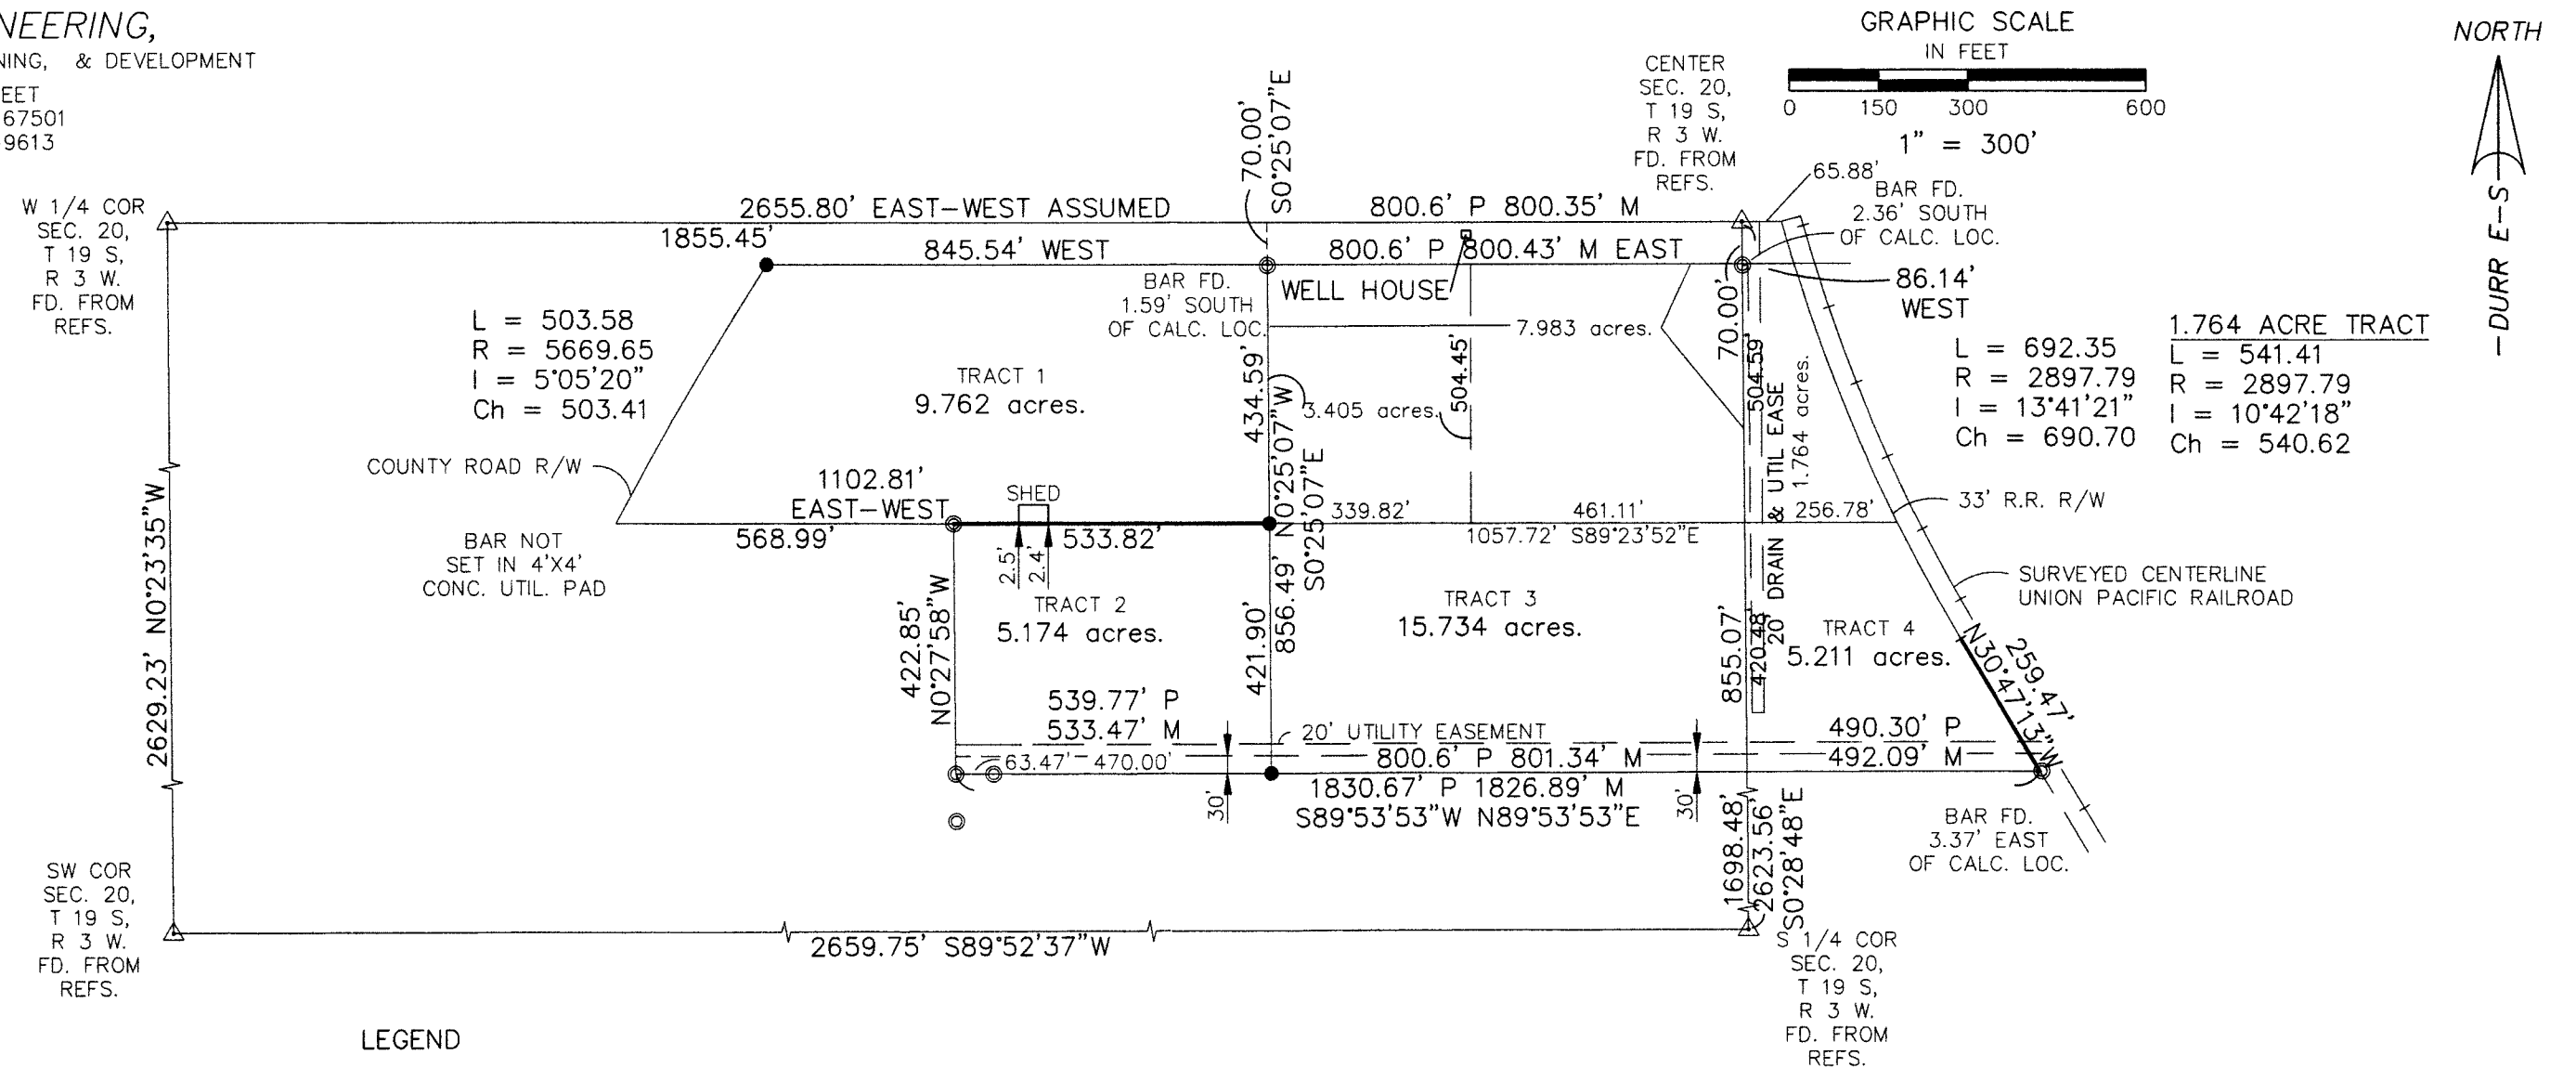 NEERING,
NING, & DEVELOPMENT
EET
67501
9613
GRAPHIC SCALE
IN FEET
0 150 300 600
1" = 300'
NORTH
-DURR E-S-
CENTER
SEC. 20,
T 19 S,
R 3 W.
FD. FROM
REFS.
W 1/4 COR
SEC. 20,
T 19 S,
R 3 W.
FD. FROM
REFS.
2655.80' EAST-WEST ASSUMED
1855.45'
845.54' WEST
70.00'
S0°25'07"E
800.6' P 800.35' M
800.6' P 800.43' M EAST
65.88'
BAR FD.
2.36' SOUTH
OF CALC. LOC.
86.14'
WEST
BAR FD.
1.59' SOUTH
OF CALC. LOC.
WELL HOUSE
7.983 acres.
70.00'
L = 503.58
R = 5669.65
I = 5°05'20"
Ch = 503.41
L = 692.35
R = 2897.79
I = 13°41'21"
Ch = 690.70
1.764 ACRE TRACT
L = 541.41
R = 2897.79
I = 10°42'18"
Ch = 540.62
TRACT 1
9.762 acres.
434.59'
N0°25'07"W
S0°25'07"E
3.405 acres.
504.45'
504.59'
1.764 acres.
20' DRAIN & UTIL EASE
COUNTY ROAD R/W
1102.81'
EAST-WEST
568.99'
SHED
533.82'
2.5'
2.4'
339.82'
461.11'
256.78'
1057.72' S89°23'52"E
33' R.R. R/W
BAR NOT
SET IN 4'X4'
CONC. UTIL. PAD
SURVEYED CENTERLINE
UNION PACIFIC RAILROAD
2629.23' N0°23'35"W
422.85'
N0°27'58"W
TRACT 2
5.174 acres.
421.90'
856.49'
TRACT 3
15.734 acres.
855.07'
420.48'
TRACT 4
5.211 acres.
259.47'
N30°47'13"W
539.77' P
533.47' M
20' UTILITY EASEMENT
490.30' P
492.09' M
63.47' 470.00'
800.6' P 801.34' M
1830.67' P 1826.89' M
S89°53'53"W N89°53'53"E
30'
30'
BAR FD.
3.37' EAST
OF CALC. LOC.
1698.48'
2623.56'
S0°28'48"E
SW COR
SEC. 20,
T 19 S,
R 3 W.
FD. FROM
REFS.
2659.75' S89°52'37"W
S 1/4 COR
SEC. 20,
T 19 S,
R 3 W.
FD. FROM
REFS.
LEGEND